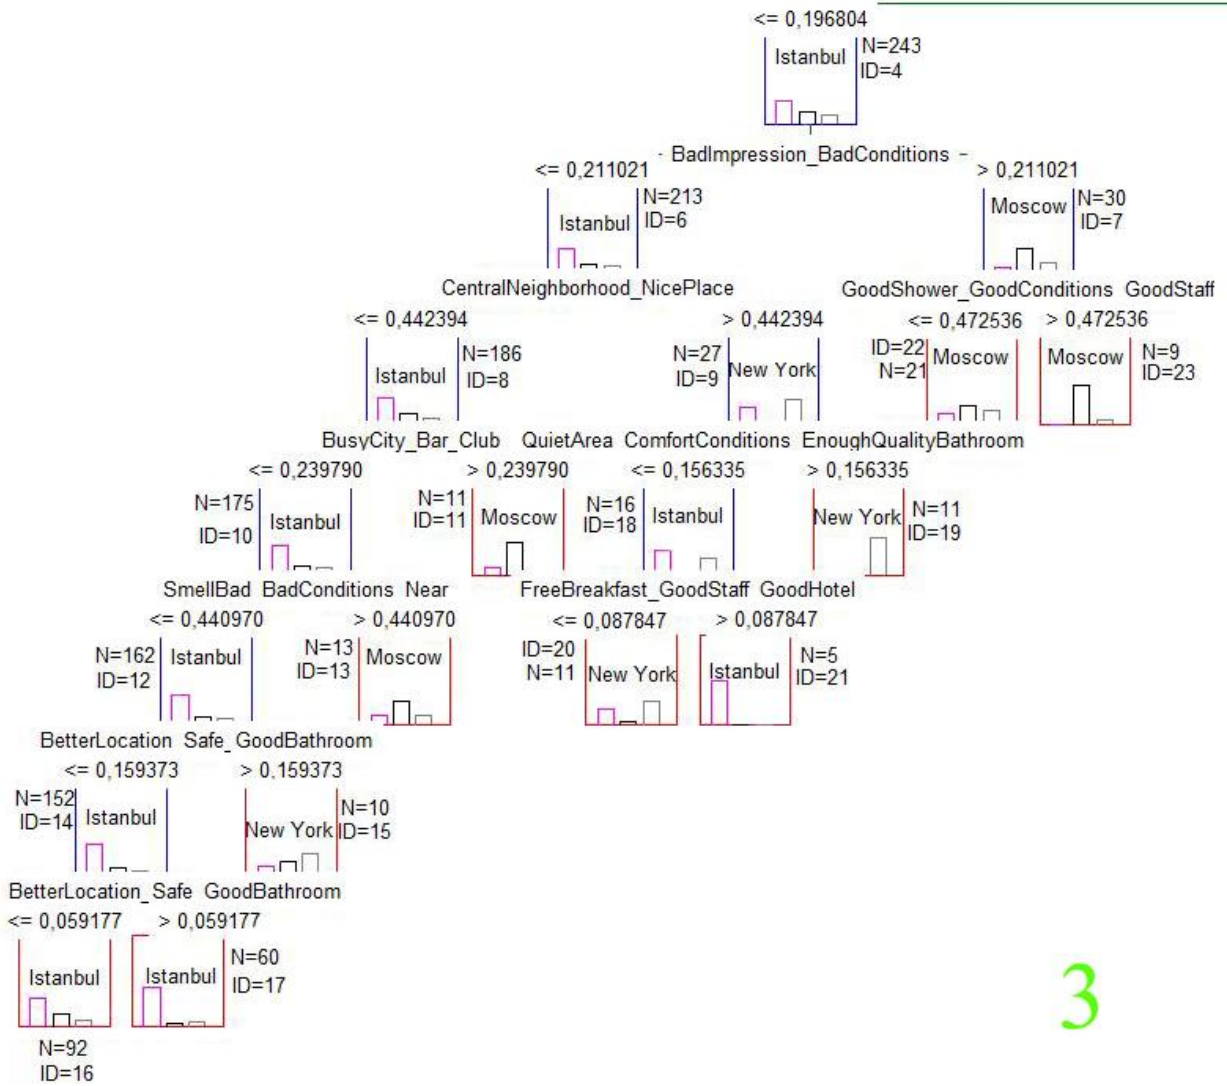 <= 0,196804
Istanbul
N=243
ID=4
- BadImpression_BadConditions -
<= 0,211021
> 0,211021
Istanbul
N=213
ID=6
Moscow
N=30
ID=7
CentralNeighborhood_NicePlace
GoodShower_GoodConditions GoodStaff
<= 0,442394
> 0,442394
<= 0,472536
> 0,472536
Istanbul
N=186
ID=8
N=27
ID=9
New York
ID=22
N=21
Moscow
Moscow
N=9
ID=23
BusyCity_Bar_Club
QuietArea ComfortConditions EnoughQualityBathroom
<= 0,239790
> 0,239790
<= 0,156335
> 0,156335
N=175
ID=10
Istanbul
N=11
ID=11
Moscow
N=16
ID=18
Istanbul
New York
N=11
ID=19
SmellBad BadConditions Near
FreeBreakfast_GoodStaff GoodHotel
<= 0,440970
> 0,440970
<= 0,087847
> 0,087847
N=162
ID=12
Istanbul
N=13
ID=13
Moscow
ID=20
N=11
New York
Istanbul
N=5
ID=21
BetterLocation Safe_GoodBathroom
<= 0,159373
> 0,159373
N=152
ID=14
Istanbul
New York
N=10
ID=15
BetterLocation_Safe GoodBathroom
<= 0,059177
> 0,059177
Istanbul
Istanbul
N=60
ID=17
N=92
ID=16
3